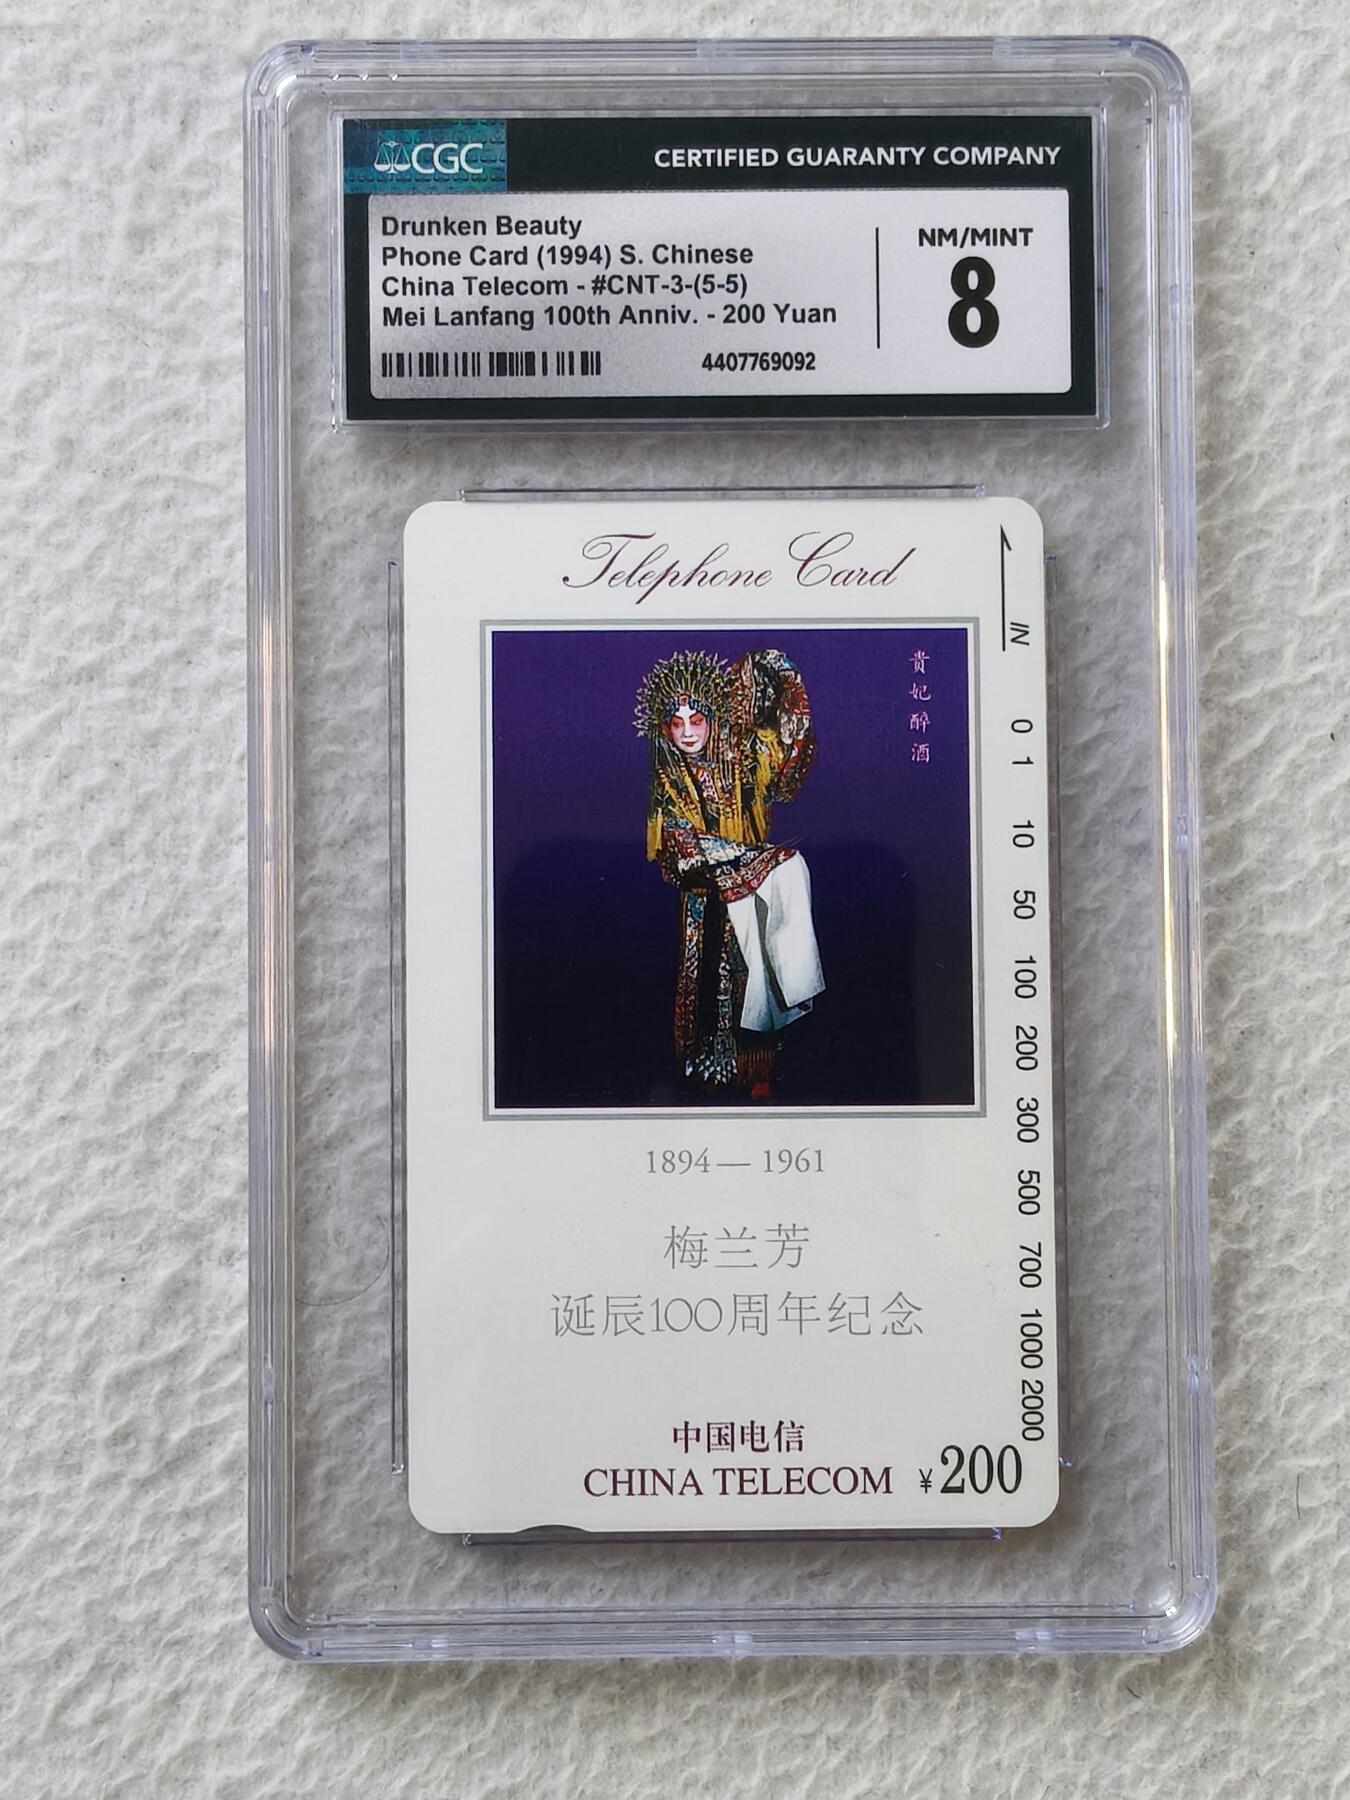 CGC
CERTIFIED GUARANTY COMPANY
Drunken Beauty
Phone Card (1994) S. Chinese
China Telecom - #CNT-3-(5-5)
Mei Lanfang 100th Anniv. - 200 Yuan
4407769092
NM/MINT
8
Telephone Card
貴妃醉酒
IN 0 1 10 50 100 200 300 500 700 1000 2000
1894—1961
梅兰芳
诞辰100周年纪念
中国电信
CHINA TELECOM
¥200